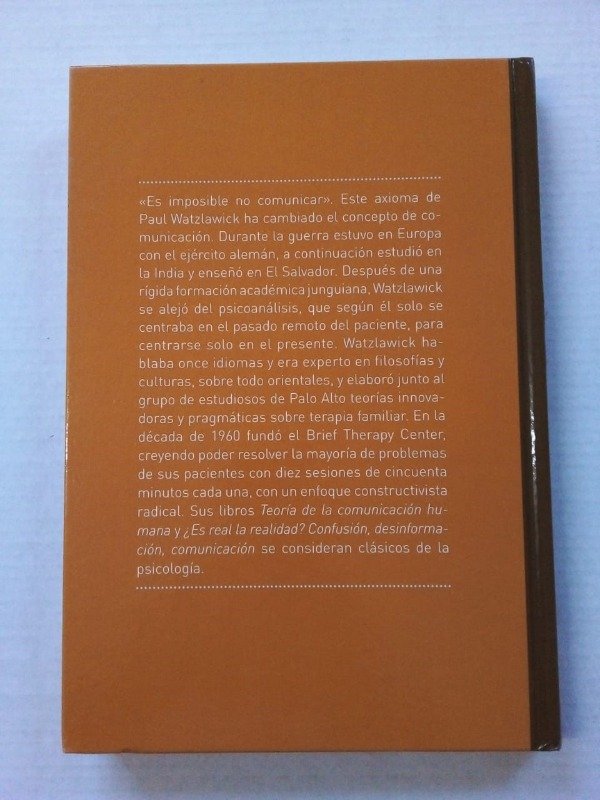 «Es imposible no comunicar». Este axioma de
Paul Watzlawick ha cambiado el concepto de co-
municación. Durante la guerra estuvo en Europa
con el ejército alemán, a continuación estudió en
la India y enseñó en El Salvador. Después de una
rígida formación académica junguiana, Watzlawick
se alejó del psicoanálisis, que según él solo se
centraba en el pasado remoto del paciente, para
centrarse solo en el presente. Watzlawick ha-
blaba once idiomas y era experto en filosofías y
culturas, sobre todo orientales, y elaboró junto al
grupo de estudiosos de Palo Alto teorías innova-
doras y pragmáticas sobre terapia familiar. En la
década de 1960 fundó el Brief Therapy Center,
creyendo poder resolver la mayoría de problemas
de sus pacientes con diez sesiones de cincuenta
minutos cada una, con un enfoque constructivista
radical. Sus libros Teoría de la comunicación hu-
mana y ¿Es real la realidad? Confusión, desinforma-
ción, comunicación se consideran clásicos de la
psicología.